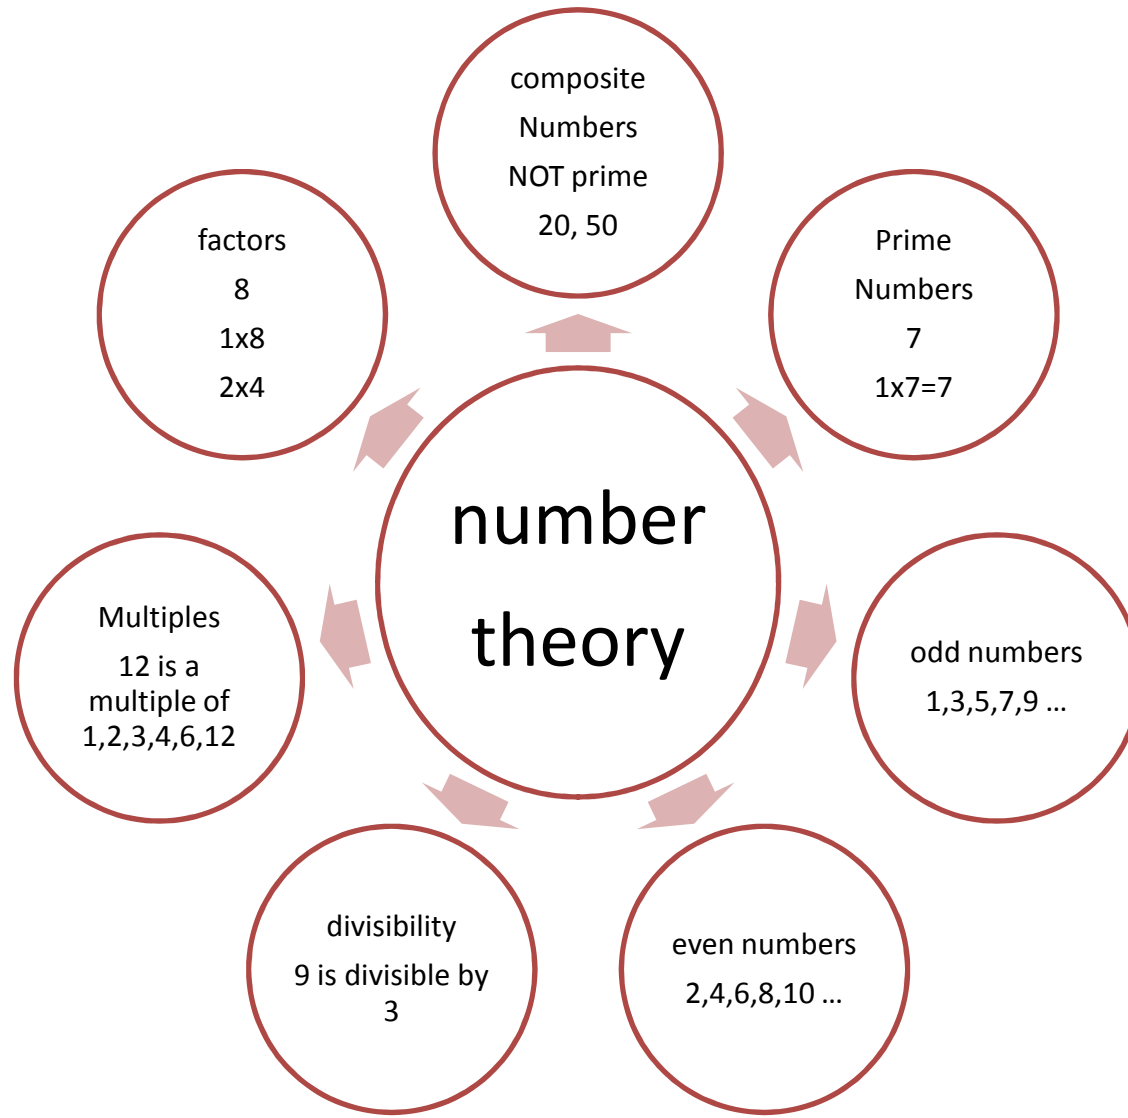 composite
Numbers
NOT prime
20, 50
Prime
Numbers
7
1x7=7
odd numbers
1,3,5,7,9 ...
even numbers
2,4,6,8,10 ...
divisibility
9 is divisible by
3
Multiples
12 is a
multiple of
1,2,3,4,6,12
factors
8
1x8
2x4
number
theory